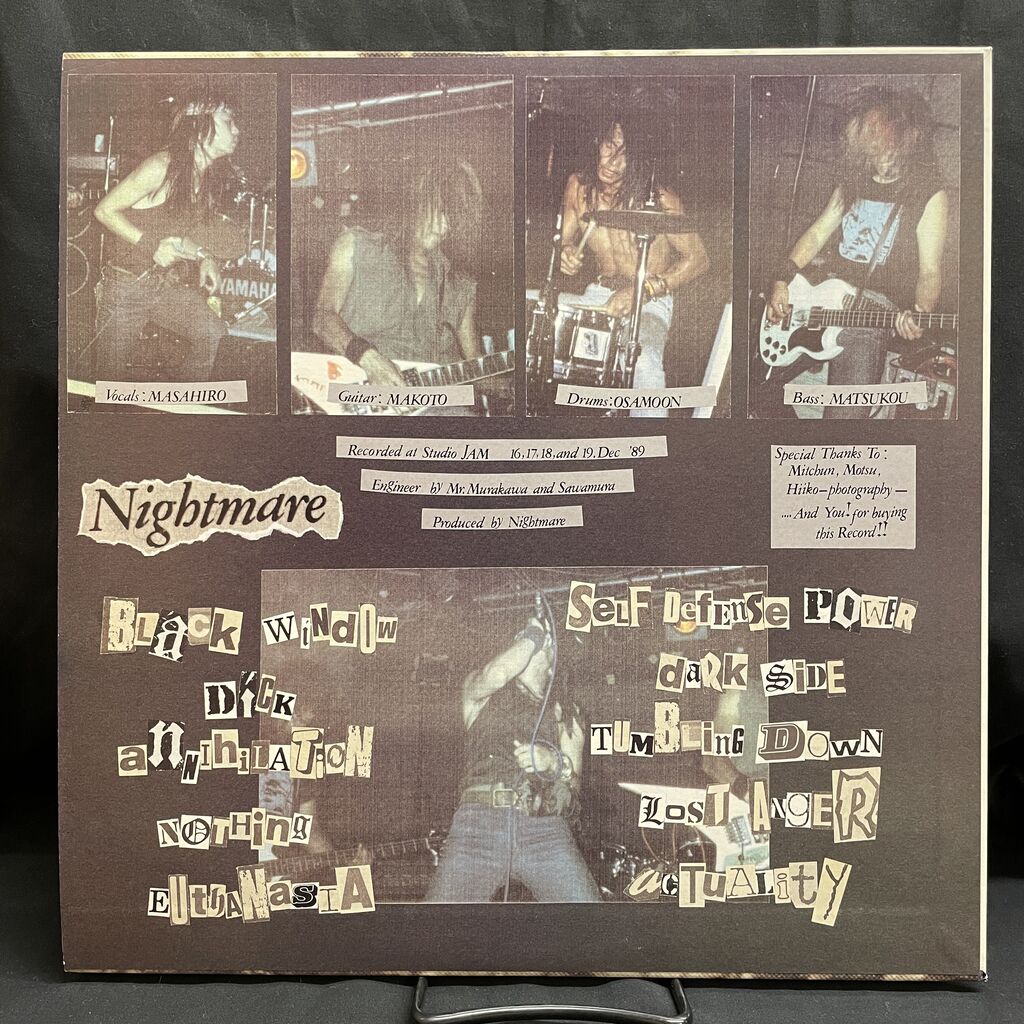 YAMAHA
Vocals: MASAHIRO
Guitar: MAKOTO
Drums: OSAMOON
Bass: MATSUKOU
Recorded at Studio JAM 16,17,18,and 19.Dec '89
Engineer by Mr.Murakawa and Sawamura
Produced by Nightmare
Special Thanks To:
Mitchun, Motsu,
Hiiko—photography—
....And You! for buying
this Record!!
Nightmare
BLaCK WiNDOW
DiCK
aNNIHiLATiON
NOTHing
EUtHANaSIA
SElF DeFENSe POWER
daRK SiDE
TUMBLinG DOWN
LOST ANGER
aCTUALitY